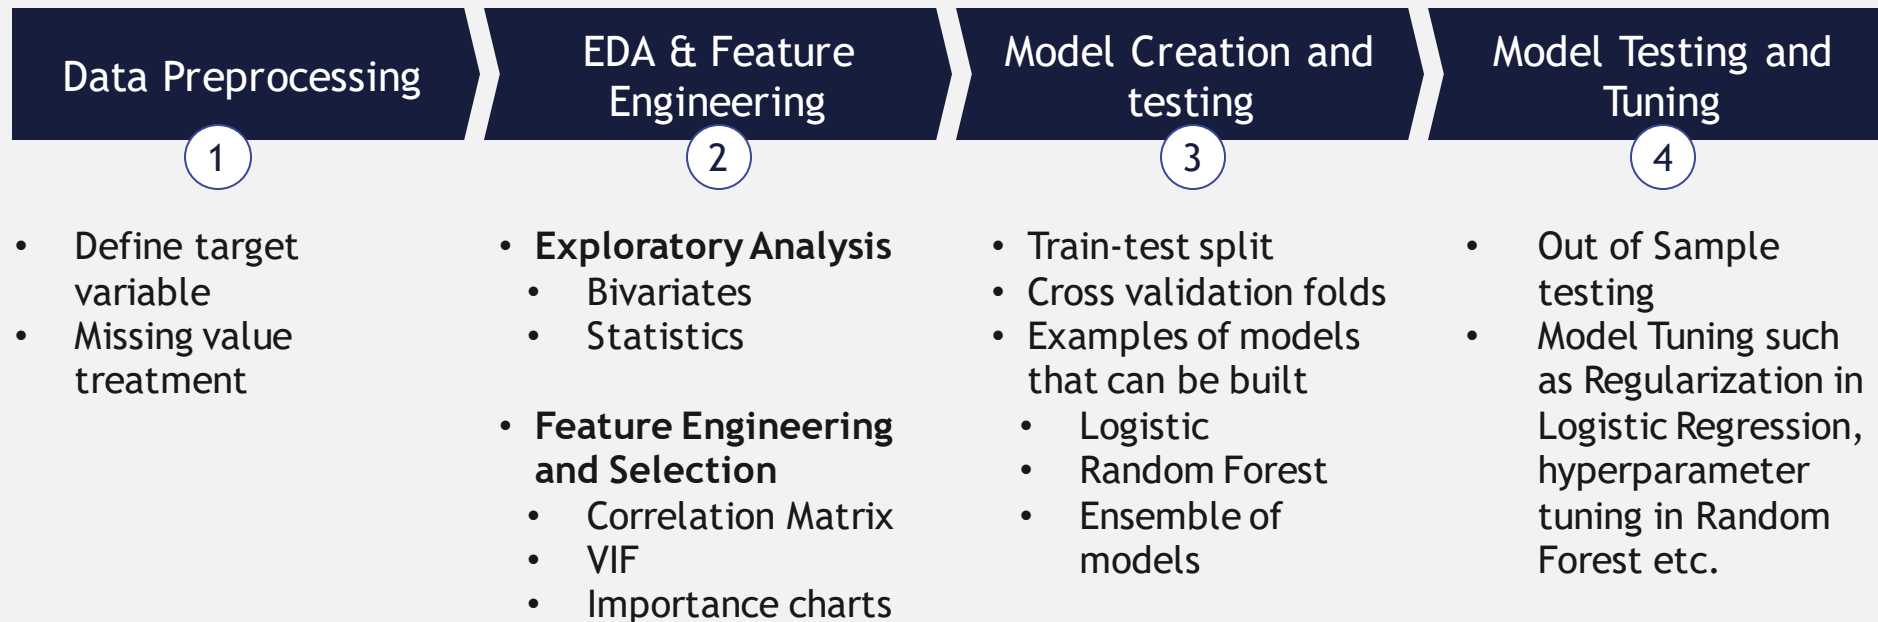 Data Preprocessing
1
• Define target
variable
• Missing value
treatment
EDA & Feature
Engineering
2
• Exploratory Analysis
• Bivariates
• Statistics
• Feature Engineering
and Selection
• Correlation Matrix
• VIF
• Importance charts
Model Creation and
testing
3
• Train-test split
• Cross validation folds
• Examples of models
that can be built
• Logistic
• Random Forest
• Ensemble of
models
Model Testing and
Tuning
4
• Out of Sample
testing
• Model Tuning such
as Regularization in
Logistic Regression,
hyperparameter
tuning in Random
Forest etc.